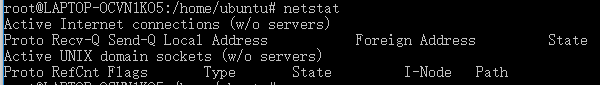 root@LAPTOP-OCVN1KO5:/home/ubuntu# netstat
Active Internet connections (w/o servers)
Proto Recv-Q Send-Q Local Address           Foreign Address         State
Active UNIX domain sockets (w/o servers)
Proto RefCnt Flags       Type       State         I-Node   Path